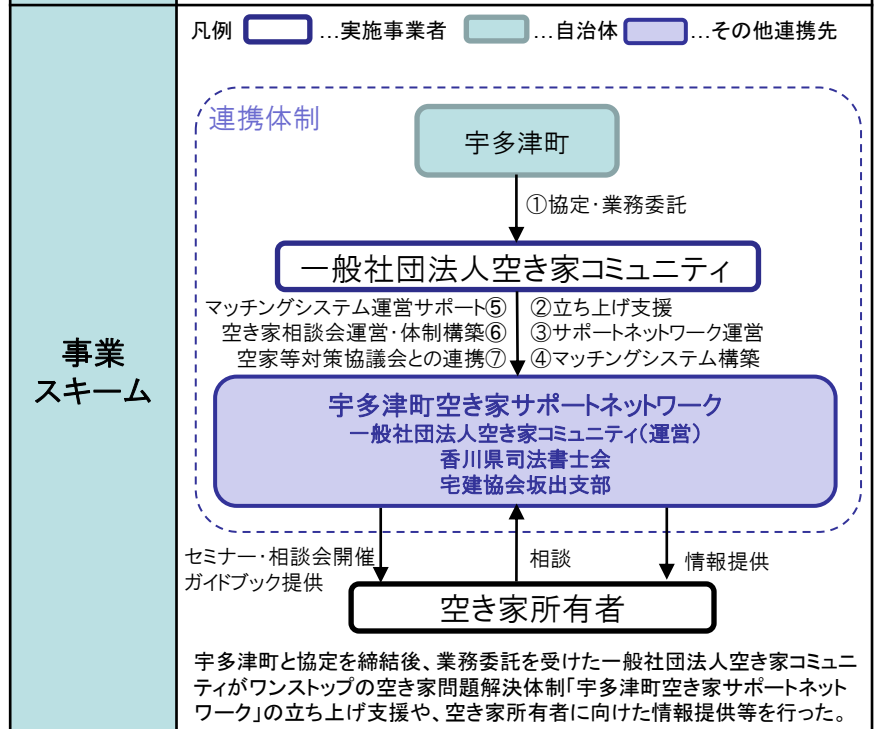 凡例 …実施事業者 …自治体 …その他連携先
連携体制
宇多津町
①協定・業務委託
一般社団法人空き家コミュニティ
マッチングシステム運営サポート⑤
空き家相談会運営・体制構築⑥
空家等対策協議会との連携⑦
②立ち上げ支援
③サポートネットワーク運営
④マッチングシステム構築
事業
スキーム
宇多津町空き家サポートネットワーク
一般社団法人空き家コミュニティ(運営)
香川県司法書士会
宅建協会坂出支部
セミナー・相談会開催
ガイドブック提供
相談
情報提供
空き家所有者
宇多津町と協定を締結後、業務委託を受けた一般社団法人空き家コミュニ
ティがワンストップの空き家問題解決体制「宇多津町空き家サポートネット
ワーク」の立ち上げ支援や、空き家所有者に向けた情報提供等を行った。